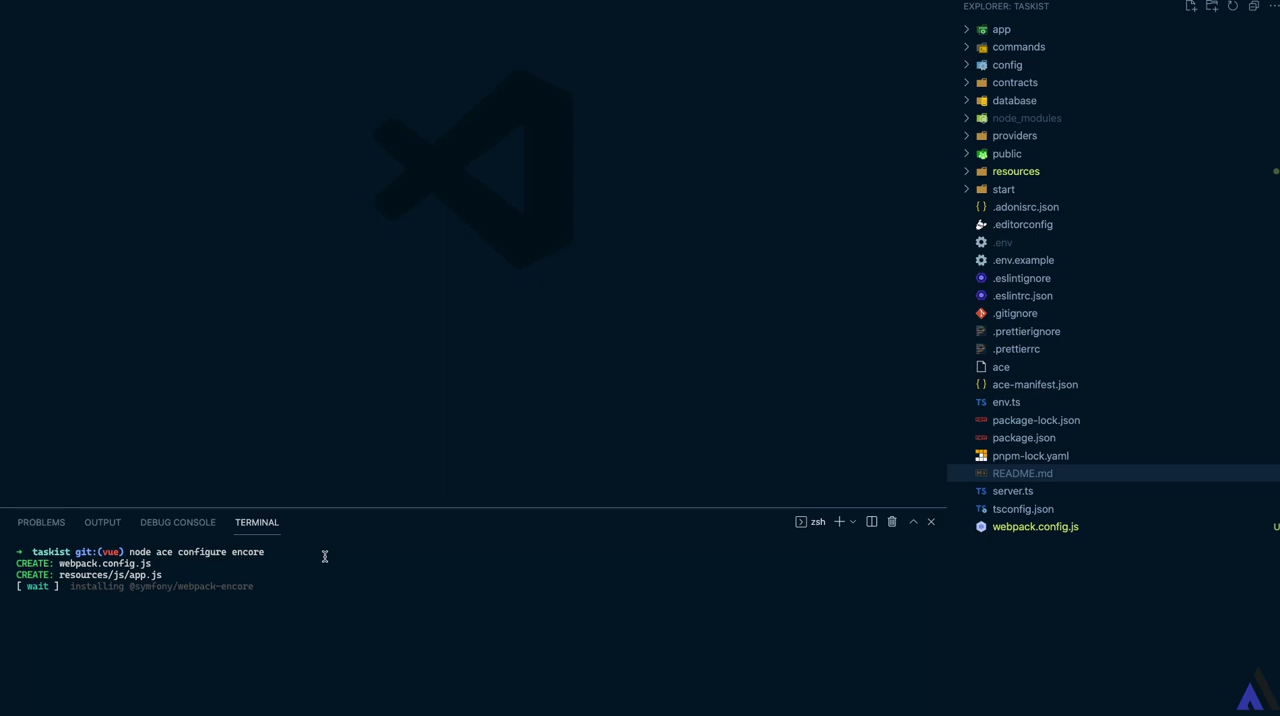 EXPLORER: TASKIST
app
commands
config
contracts
database
node_modules
providers
public
resources
start
.adonisrc.json
.editorconfig
.env
.env.example
.eslintignore
.eslintrc.json
.gitignore
.prettierignore
.prettierrc
ace
ace-manifest.json
env.ts
package-lock.json
package.json
pnpm-lock.yaml
README.md
server.ts
tsconfig.json
webpack.config.js U
PROBLEMS OUTPUT DEBUG CONSOLE TERMINAL zsh
➜ taskist git:(vue) node ace configure encore
CREATE: webpack.config.js
CREATE: resources/js/app.js
[ wait ] installing @symfony/webpack-encore